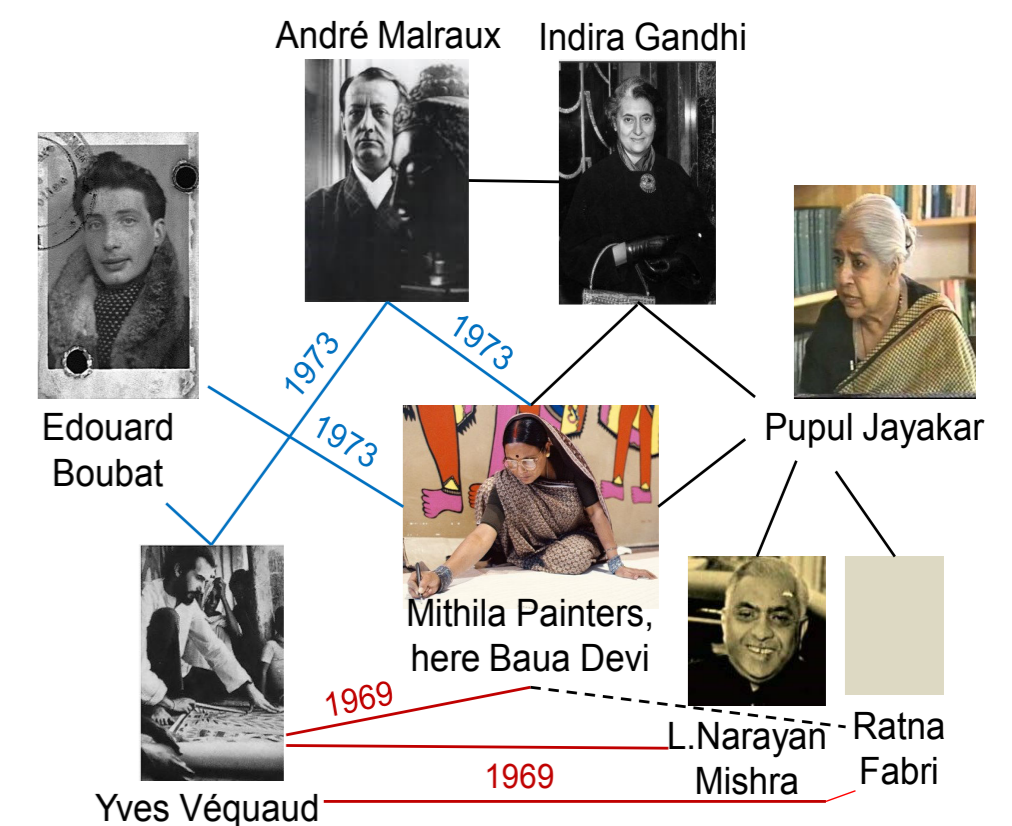 André Malraux
Indira Gandhi
1973
1973
Edouard
Boubat
1973
Pupul Jayakar
Mithila Painters,
here Baua Devi
1969
L.Narayan
Mishra
Ratna
Fabri
1969
Yves Véquaud